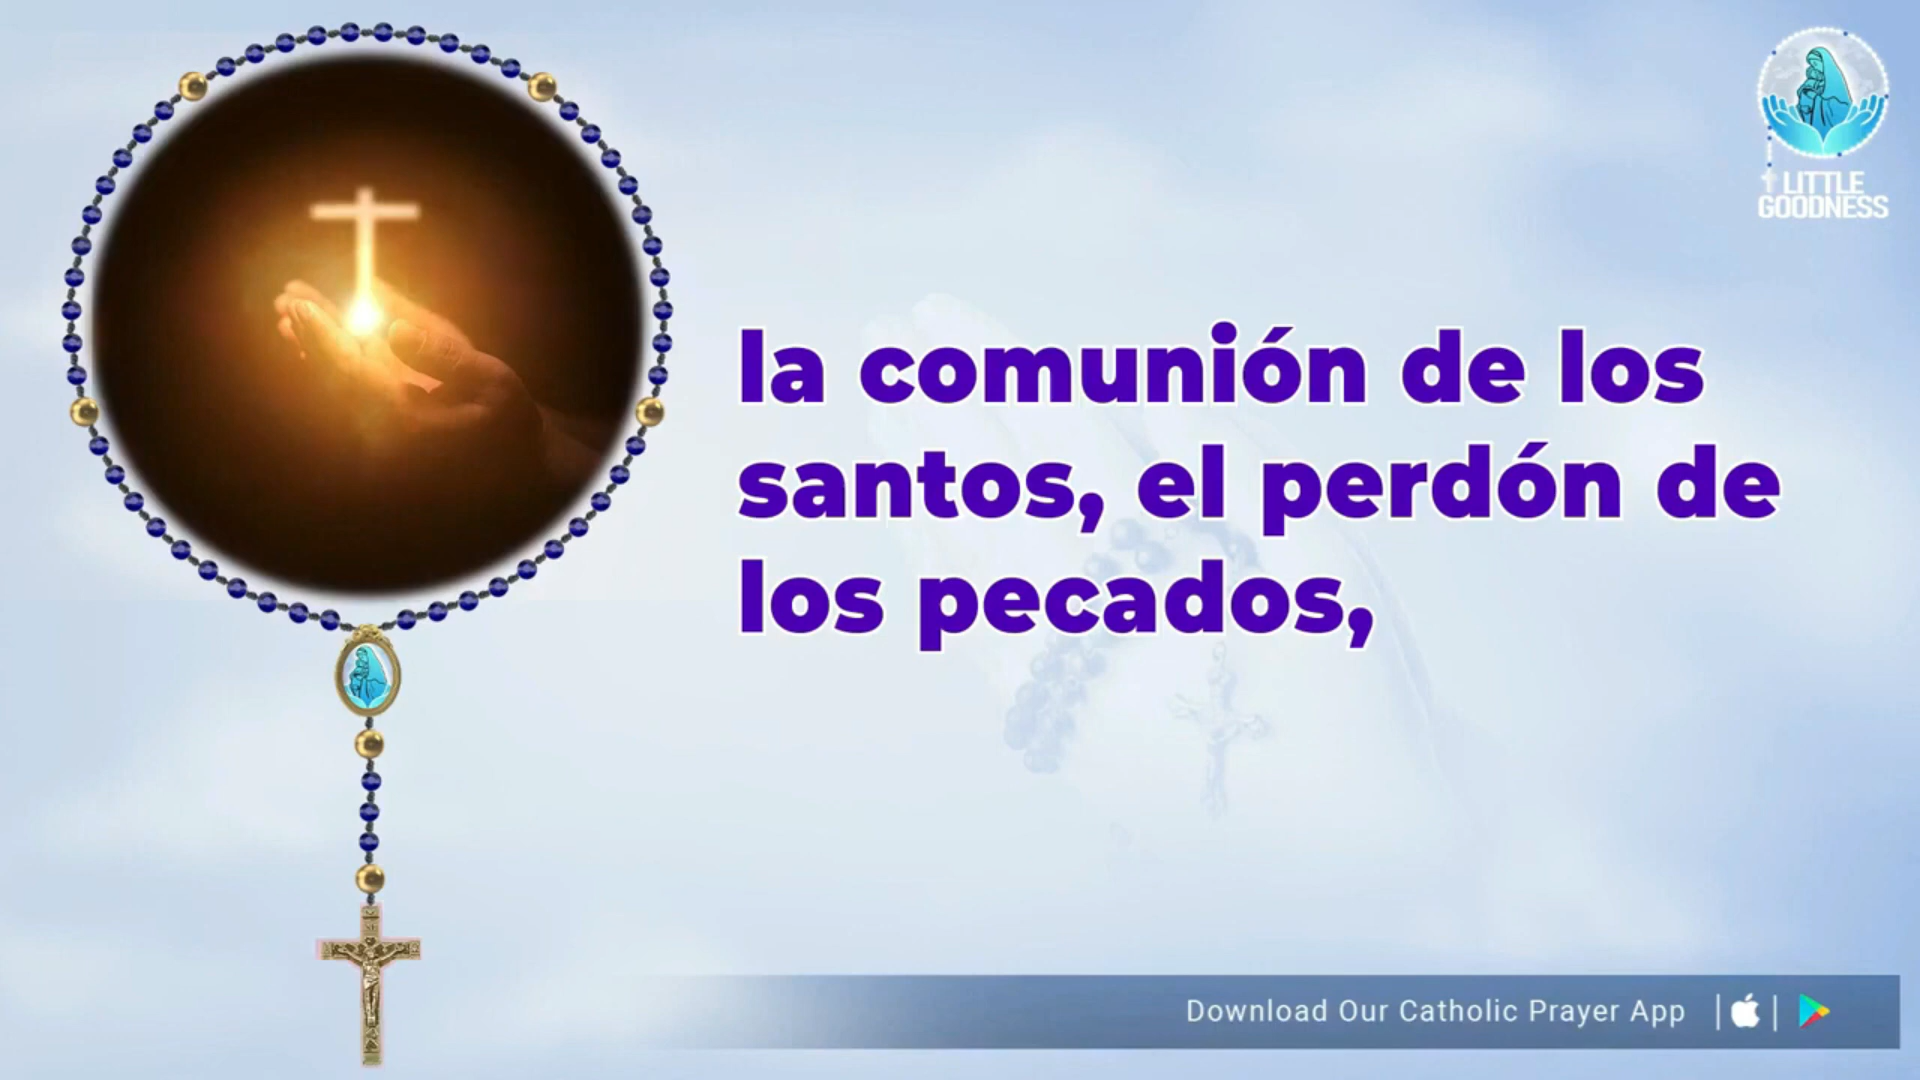 LITTLE
GOODNESS
la comunión de los
santos, el perdón de
los pecados,
Download Our Catholic Prayer App